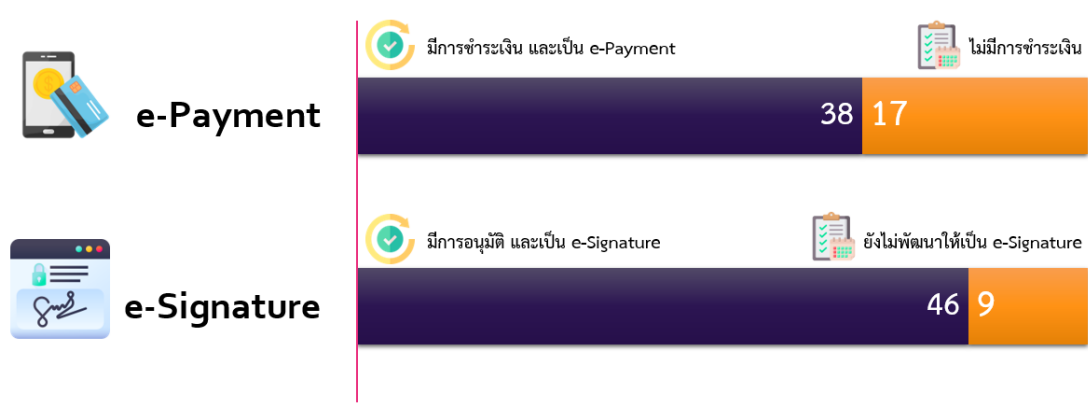 มีการชำระเงิน และเป็น e-Payment
ไม่มีการชำระเงิน
e-Payment
38 17
มีการอนุมัติ และเป็น e-Signature
ยังไม่พัฒนาให้เป็น e-Signature
e-Signature
46 9